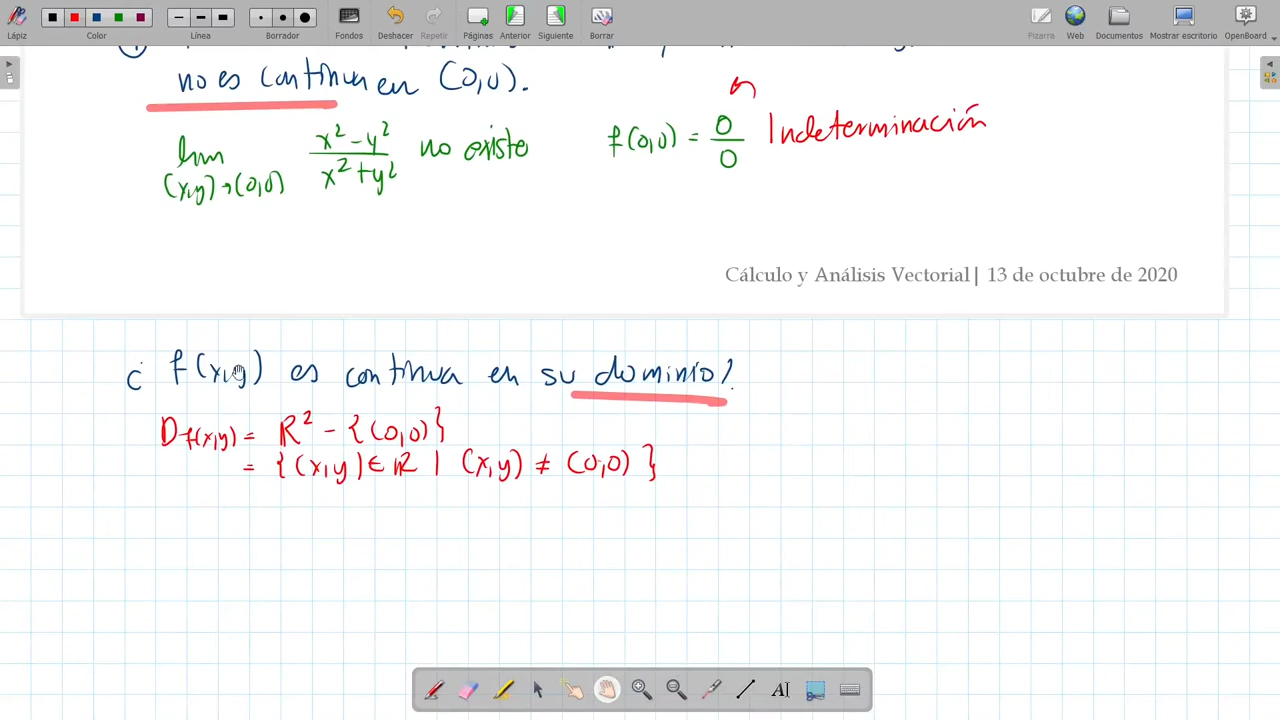 Lápiz Color Línea Borrador Fondos Deshacer Repetir Páginas Anterior Siguiente Borrar Pizarra Web Documentos Mostrar escritorio OpenBoard
no es continua en (0,0).
lim (x,y)→(0,0) x² - y² / x² + y² no existe
f(0,0) = 0/0 Indeterminación
Cálculo y Análisis Vectorial| 13 de octubre de 2020
¿ f(x,y) es continua en su dominio?
D f(x,y) = R² - {(0,0)}
= {(x,y) ∈ R | (x,y) ≠ (0,0) }
AI